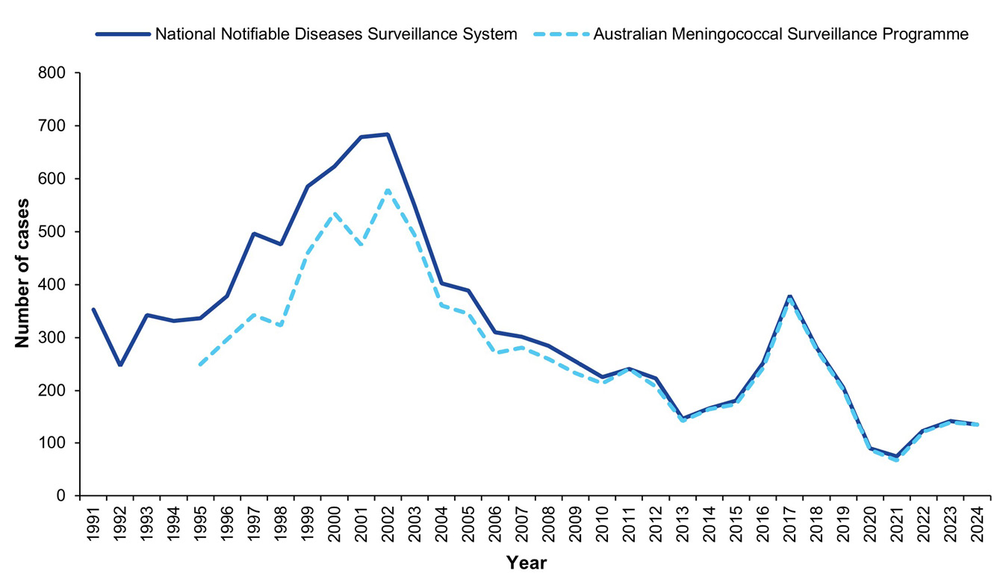 National Notifiable Diseases Surveillance System Australian Meningococcal Surveillance Programme
800
700
600
500
400
300
200
100
0
Number of cases
1991 1992 1993 1994 1995 1996 1997 1998 1999 2000 2001 2002 2003 2004 2005 2006 2007 2008 2009 2010 2011 2012 2013 2014 2015 2016 2017 2018 2019 2020 2021 2022 2023 2024
Year